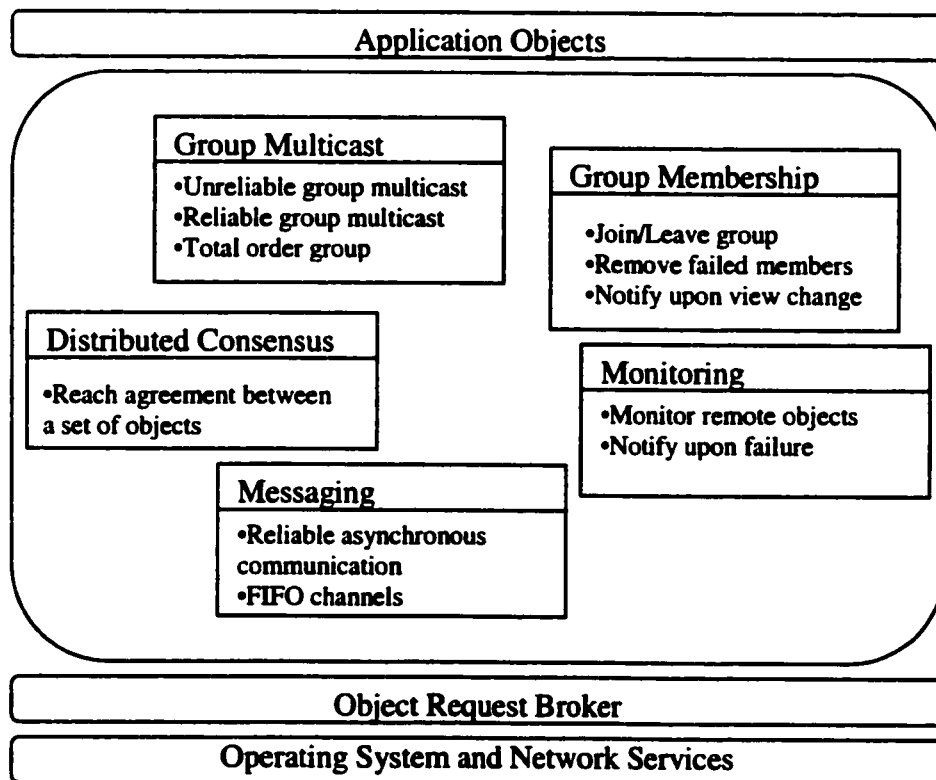 Application Objects
Group Multicast
•Unreliable group multicast
•Reliable group multicast
•Total order group
Group Membership
•Join/Leave group
•Remove failed members
•Notify upon view change
Distributed Consensus
•Reach agreement between
a set of objects
Monitoring
•Monitor remote objects
•Notify upon failure
Messaging
•Reliable asynchronous
communication
•FIFO channels
Object Request Broker
Operating System and Network Services